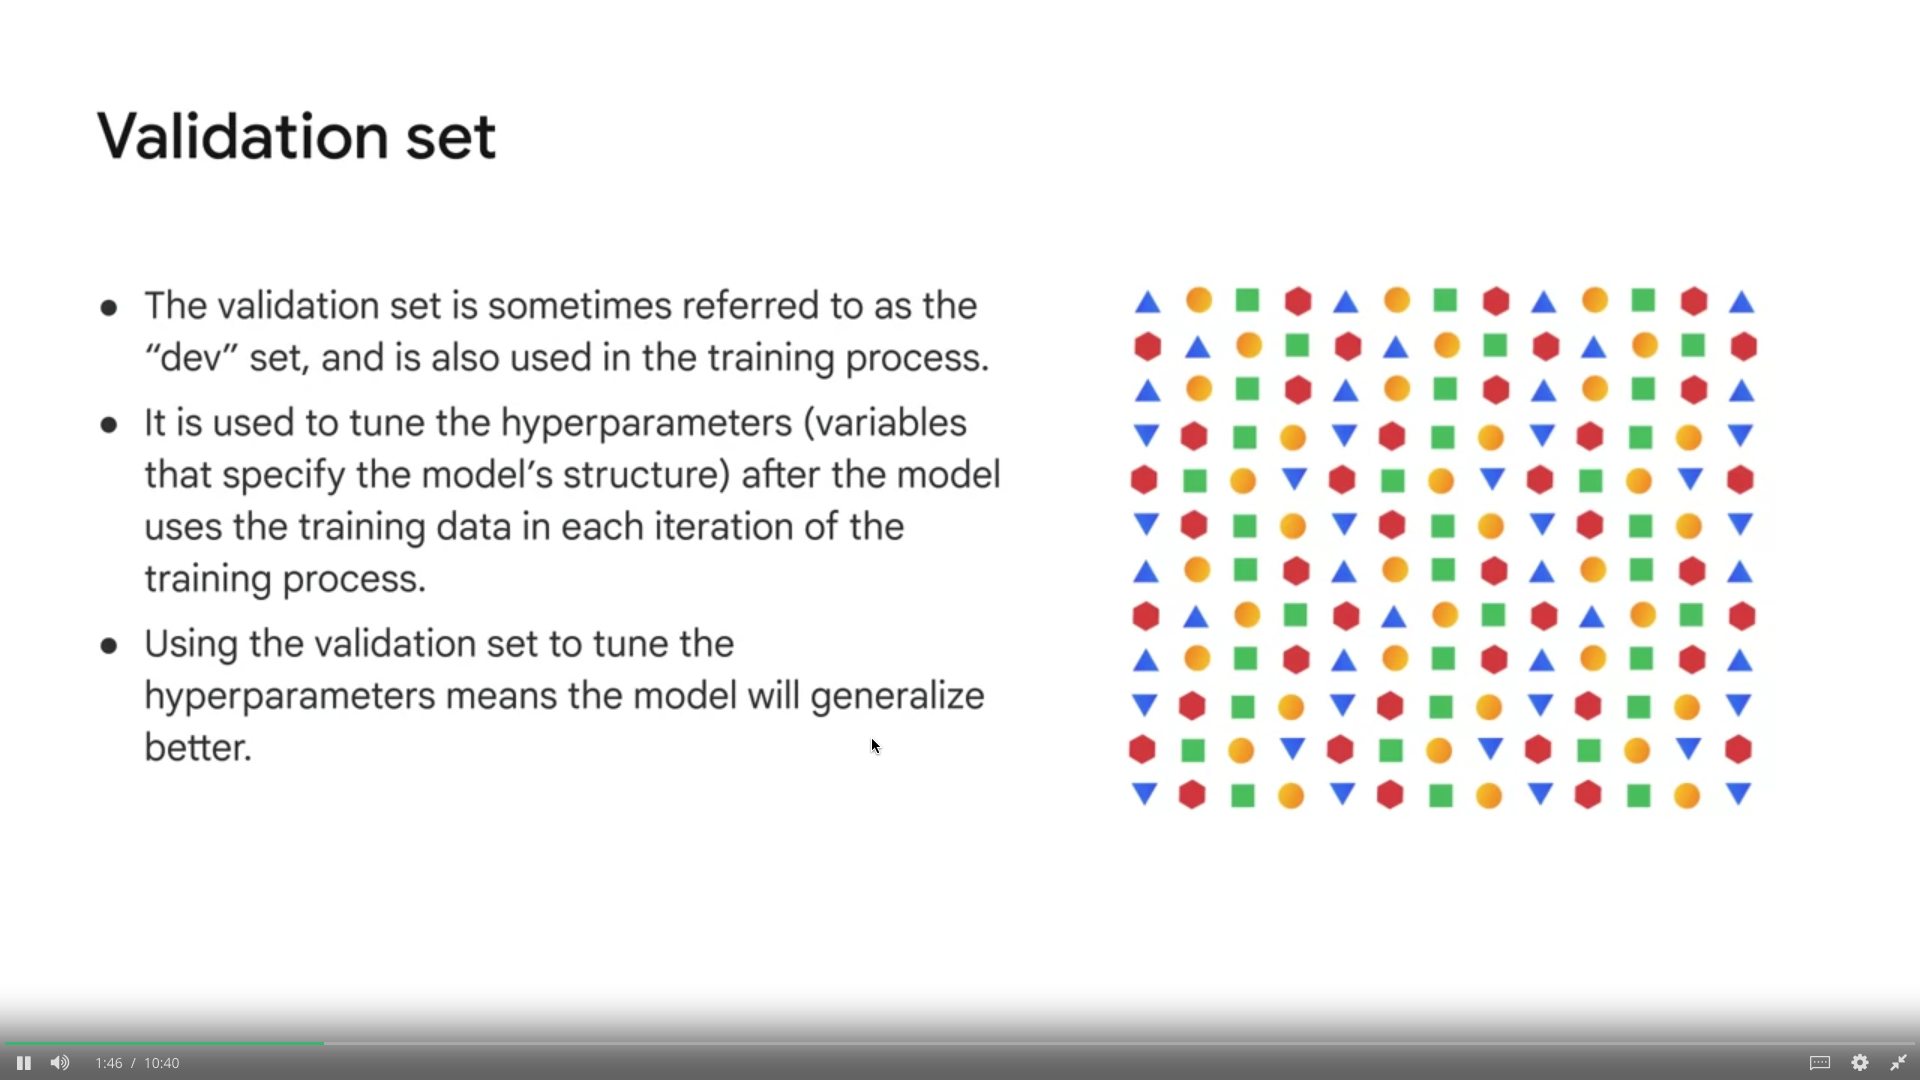 Validation set
● The validation set is sometimes referred to as the
“dev” set, and is also used in the training process.
● It is used to tune the hyperparameters (variables
that specify the model’s structure) after the model
uses the training data in each iteration of the
training process.
● Using the validation set to tune the
hyperparameters means the model will generalize
better.
1:46 / 10:40